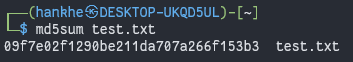 ┌──(hankhe㉿DESKTOP-UKQD5UL)-[~]
└─$ md5sum test.txt
09f7e02f1290be211da707a266f153b3  test.txt